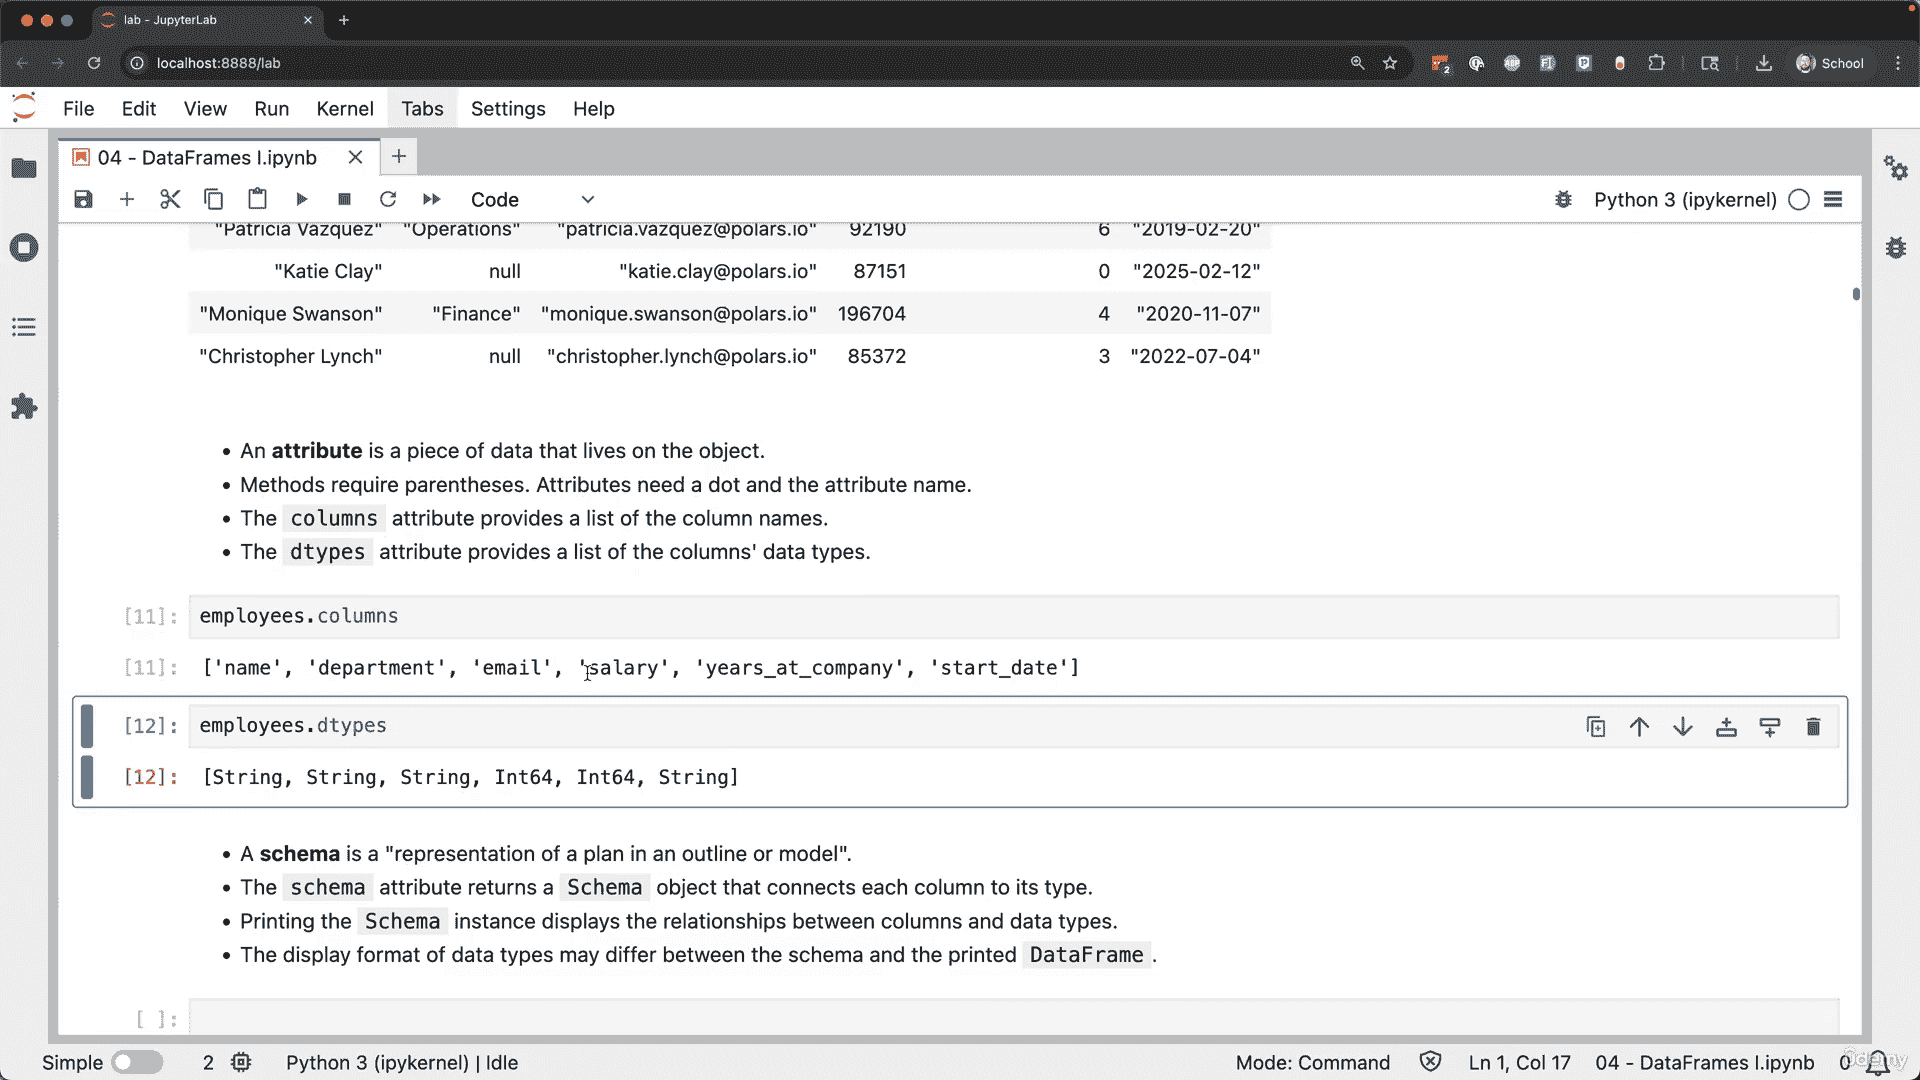 lab - JupyterLab
localhost:8888/lab
2
ABP
School
File Edit View Run Kernel Tabs Settings Help
04 - DataFrames I.ipynb
Code
Python 3 (ipykernel)
"Patricia Vazquez" "Operations" "patricia.vazquez@polars.io" 92190 6 "2019-02-20"
"Katie Clay" null "katie.clay@polars.io" 87151 0 "2025-02-12"
"Monique Swanson" "Finance" "monique.swanson@polars.io" 196704 4 "2020-11-07"
"Christopher Lynch" null "christopher.lynch@polars.io" 85372 3 "2022-07-04"
• An attribute is a piece of data that lives on the object.
• Methods require parentheses. Attributes need a dot and the attribute name.
• The columns attribute provides a list of the column names.
• The dtypes attribute provides a list of the columns' data types.
[11]: employees.columns
[11]: ['name', 'department', 'email', 'salary', 'years_at_company', 'start_date']
[12]: employees.dtypes
[12]: [String, String, String, Int64, Int64, String]
• A schema is a "representation of a plan in an outline or model".
• The schema attribute returns a Schema object that connects each column to its type.
• Printing the Schema instance displays the relationships between columns and data types.
• The display format of data types may differ between the schema and the printed DataFrame.
[ ]:
Simple 2 Python 3 (ipykernel) | Idle Mode: Command Ln 1, Col 17 04 - DataFrames I.ipynb 0
udemy